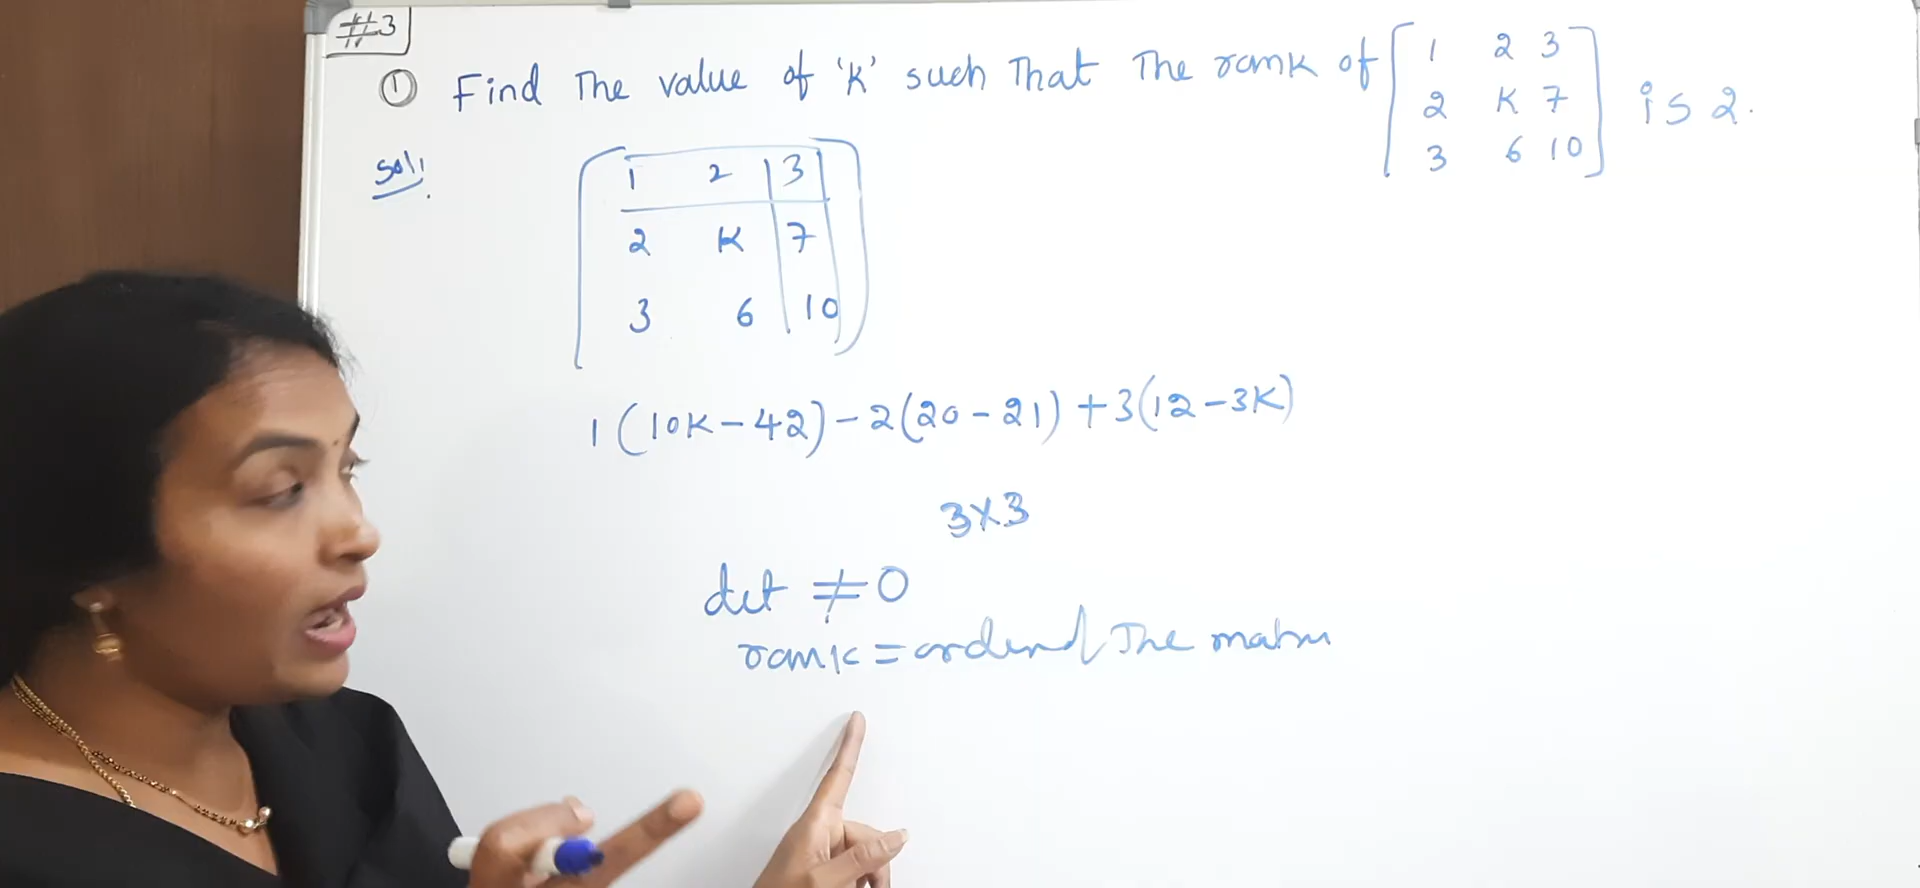 #3
① Find The value of 'K' such That The rank of [1 2 3 is 2.
2 K 7
3 6 10]
Sol:
1 2 3
2 K 7
3 6 10
1(10K-42)-2(20-21)+3(12-3K)
3x3
det ≠0
rank = order of The matrix